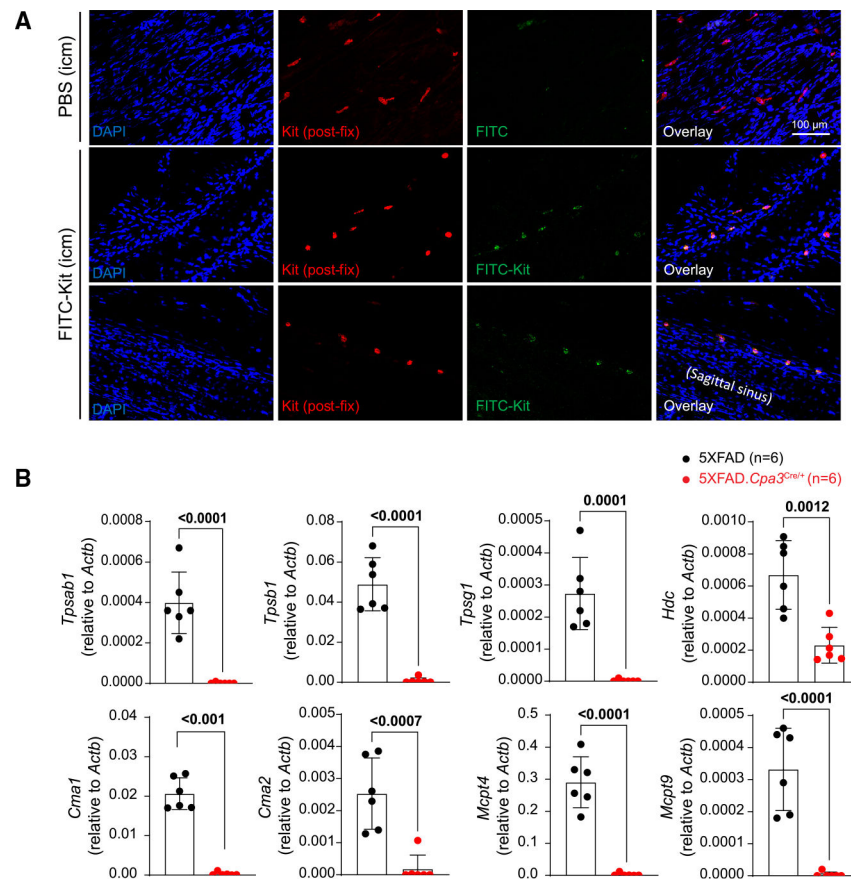 A
PBS (icm)
DAPI
Kit (post-fix)
FITC
Overlay
100 µm
FITC-Kit (icm)
DAPI
Kit (post-fix)
FITC-Kit
Overlay
DAPI
Kit (post-fix)
FITC-Kit
(Sagittal sinus)
Overlay
B
5XFAD (n=6)
5XFAD.Cpa3Cre/+ (n=6)
Tpsab1
(relative to Actb)
0.0008
0.0006
0.0004
0.0002
0.0000
<0.0001
Tpsb1
(relative to Actb)
0.08
0.06
0.04
0.02
0.00
<0.0001
Tpsg1
(relative to Actb)
0.0005
0.0004
0.0003
0.0002
0.0001
0.0000
0.0001
Hdc
(relative to Actb)
0.0010
0.0008
0.0006
0.0004
0.0002
0.0000
0.0012
Cma1
(relative to Actb)
0.04
0.03
0.02
0.01
0.00
<0.001
Cma2
(relative to Actb)
0.005
0.004
0.003
0.002
0.001
0.000
<0.0007
Mcpt4
(relative to Actb)
0.5
0.4
0.3
0.2
0.1
0.0
<0.0001
Mcpt9
(relative to Actb)
0.0005
0.0004
0.0003
0.0002
0.0001
0.0000
<0.0001